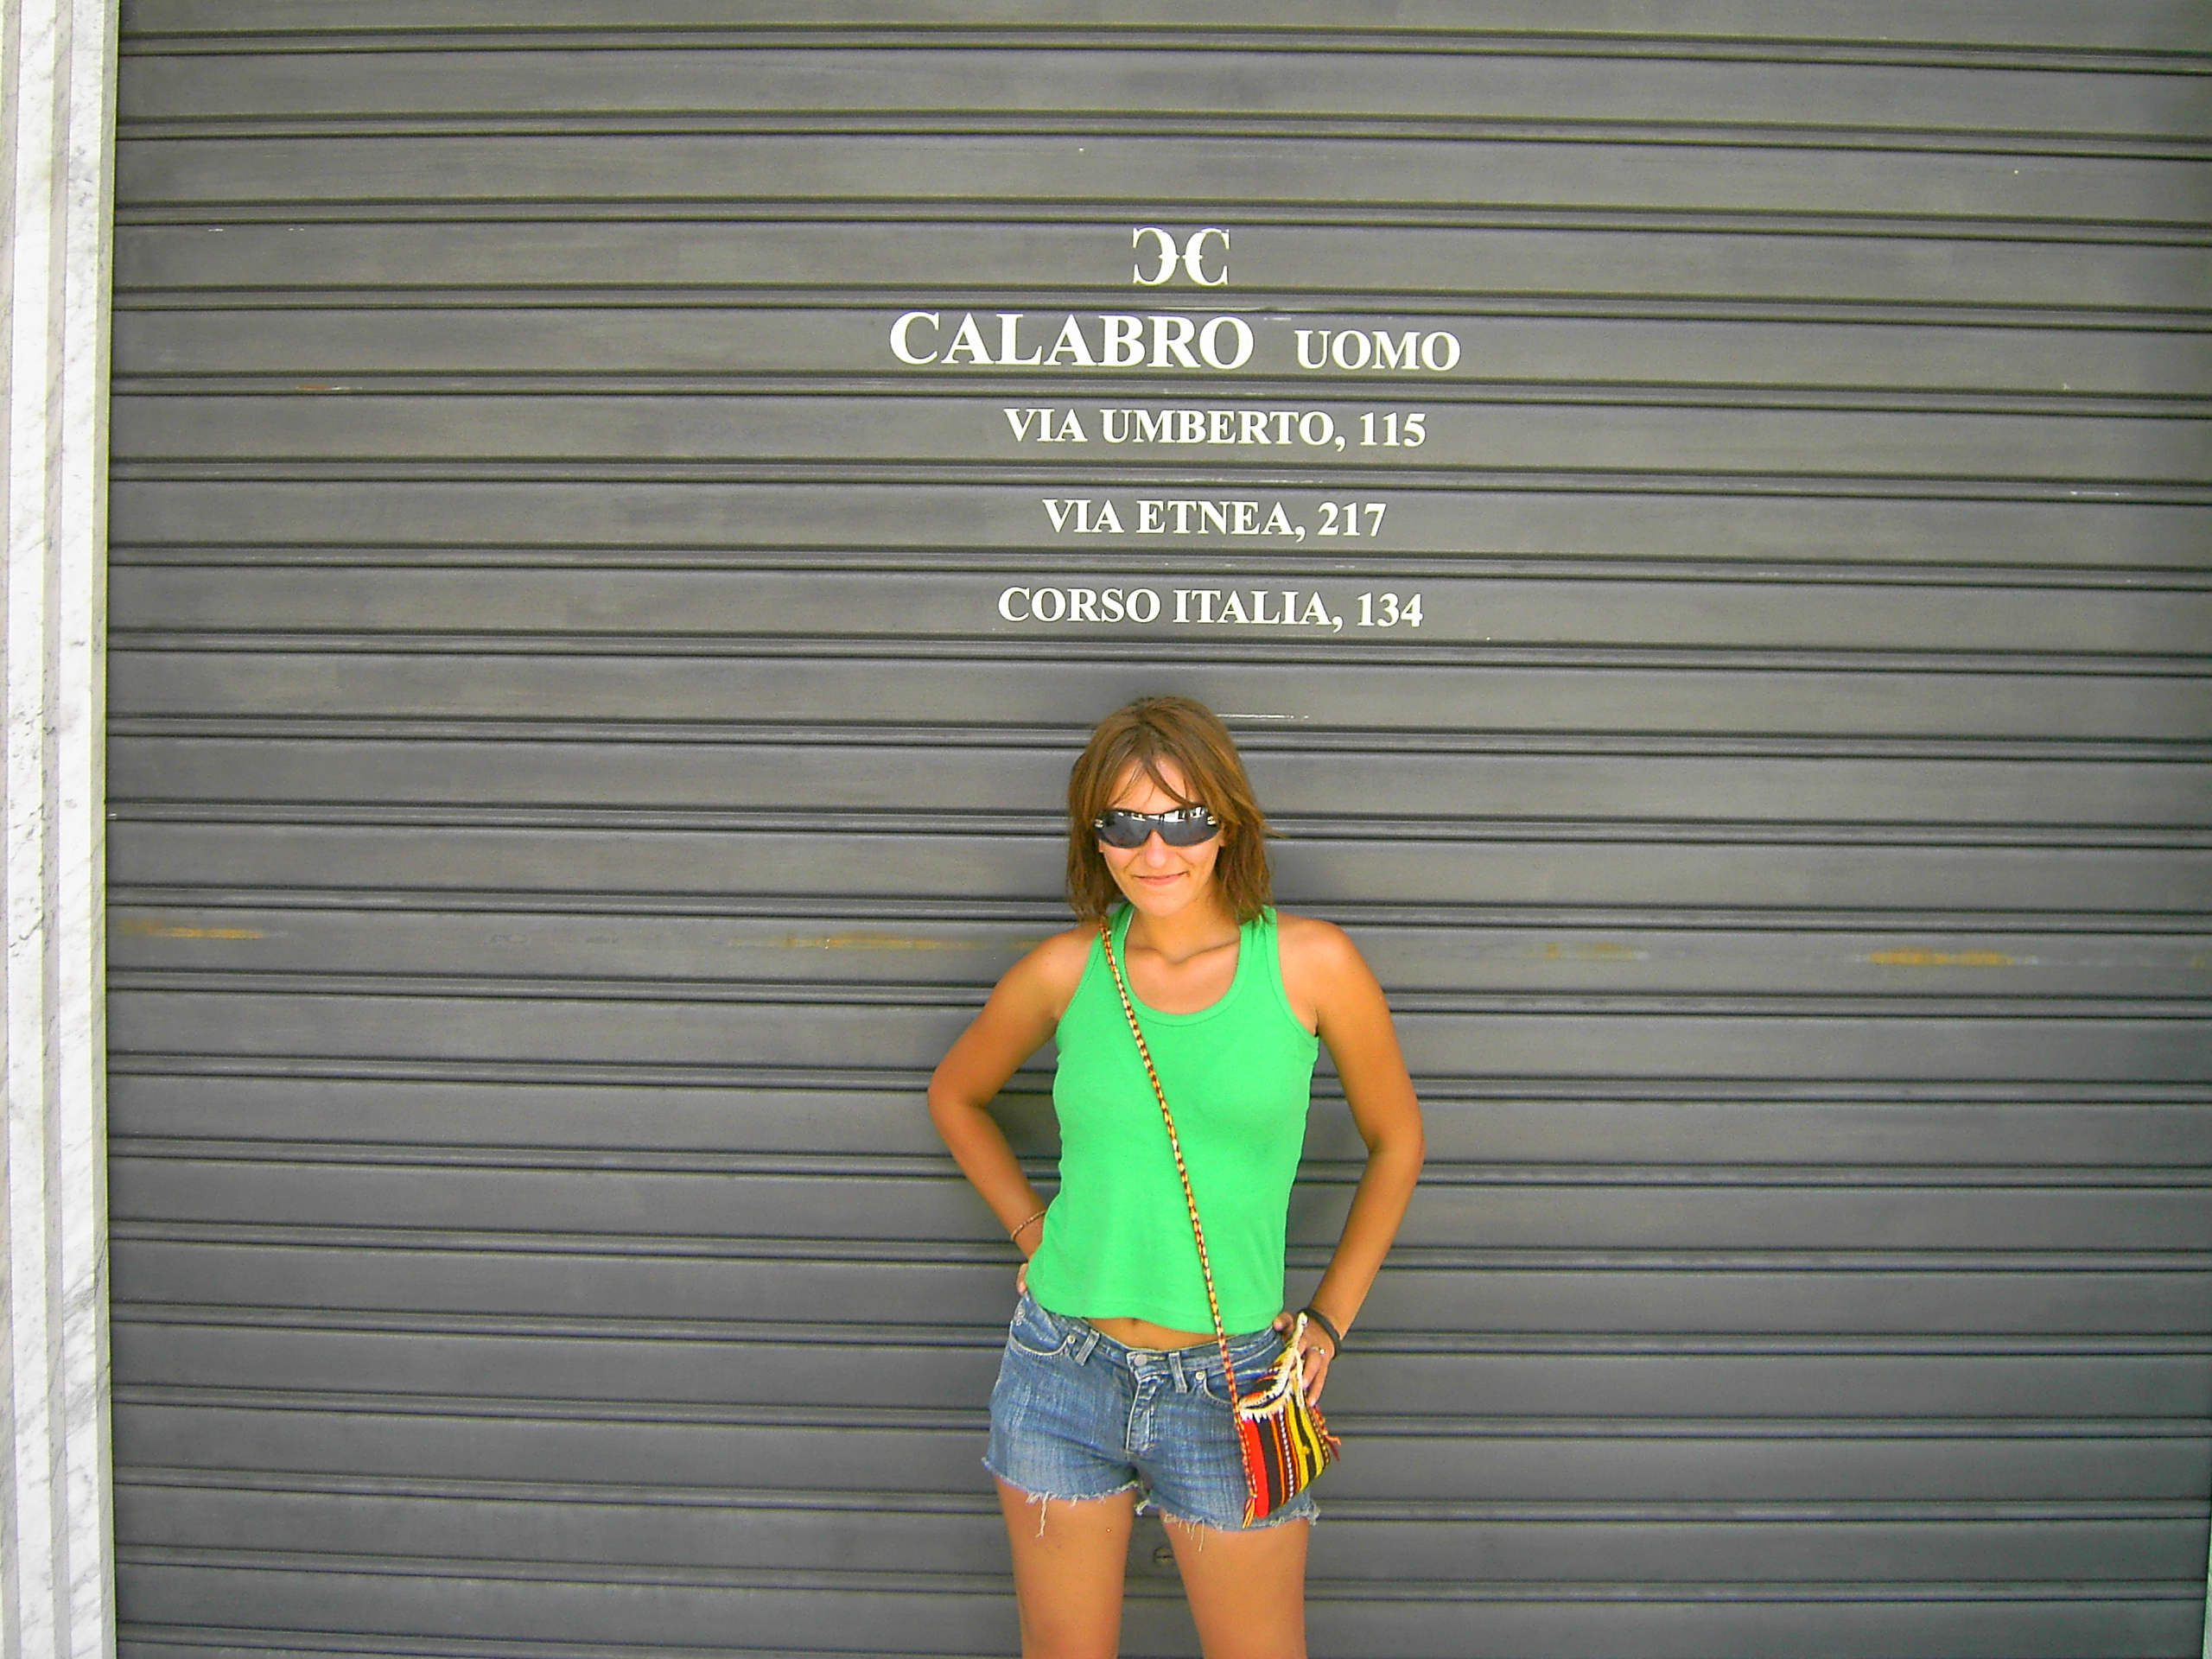 CALABRO UOMO
VIA UMBERTO, 115
VIA ETNEA, 217
CORSO ITALIA, 134